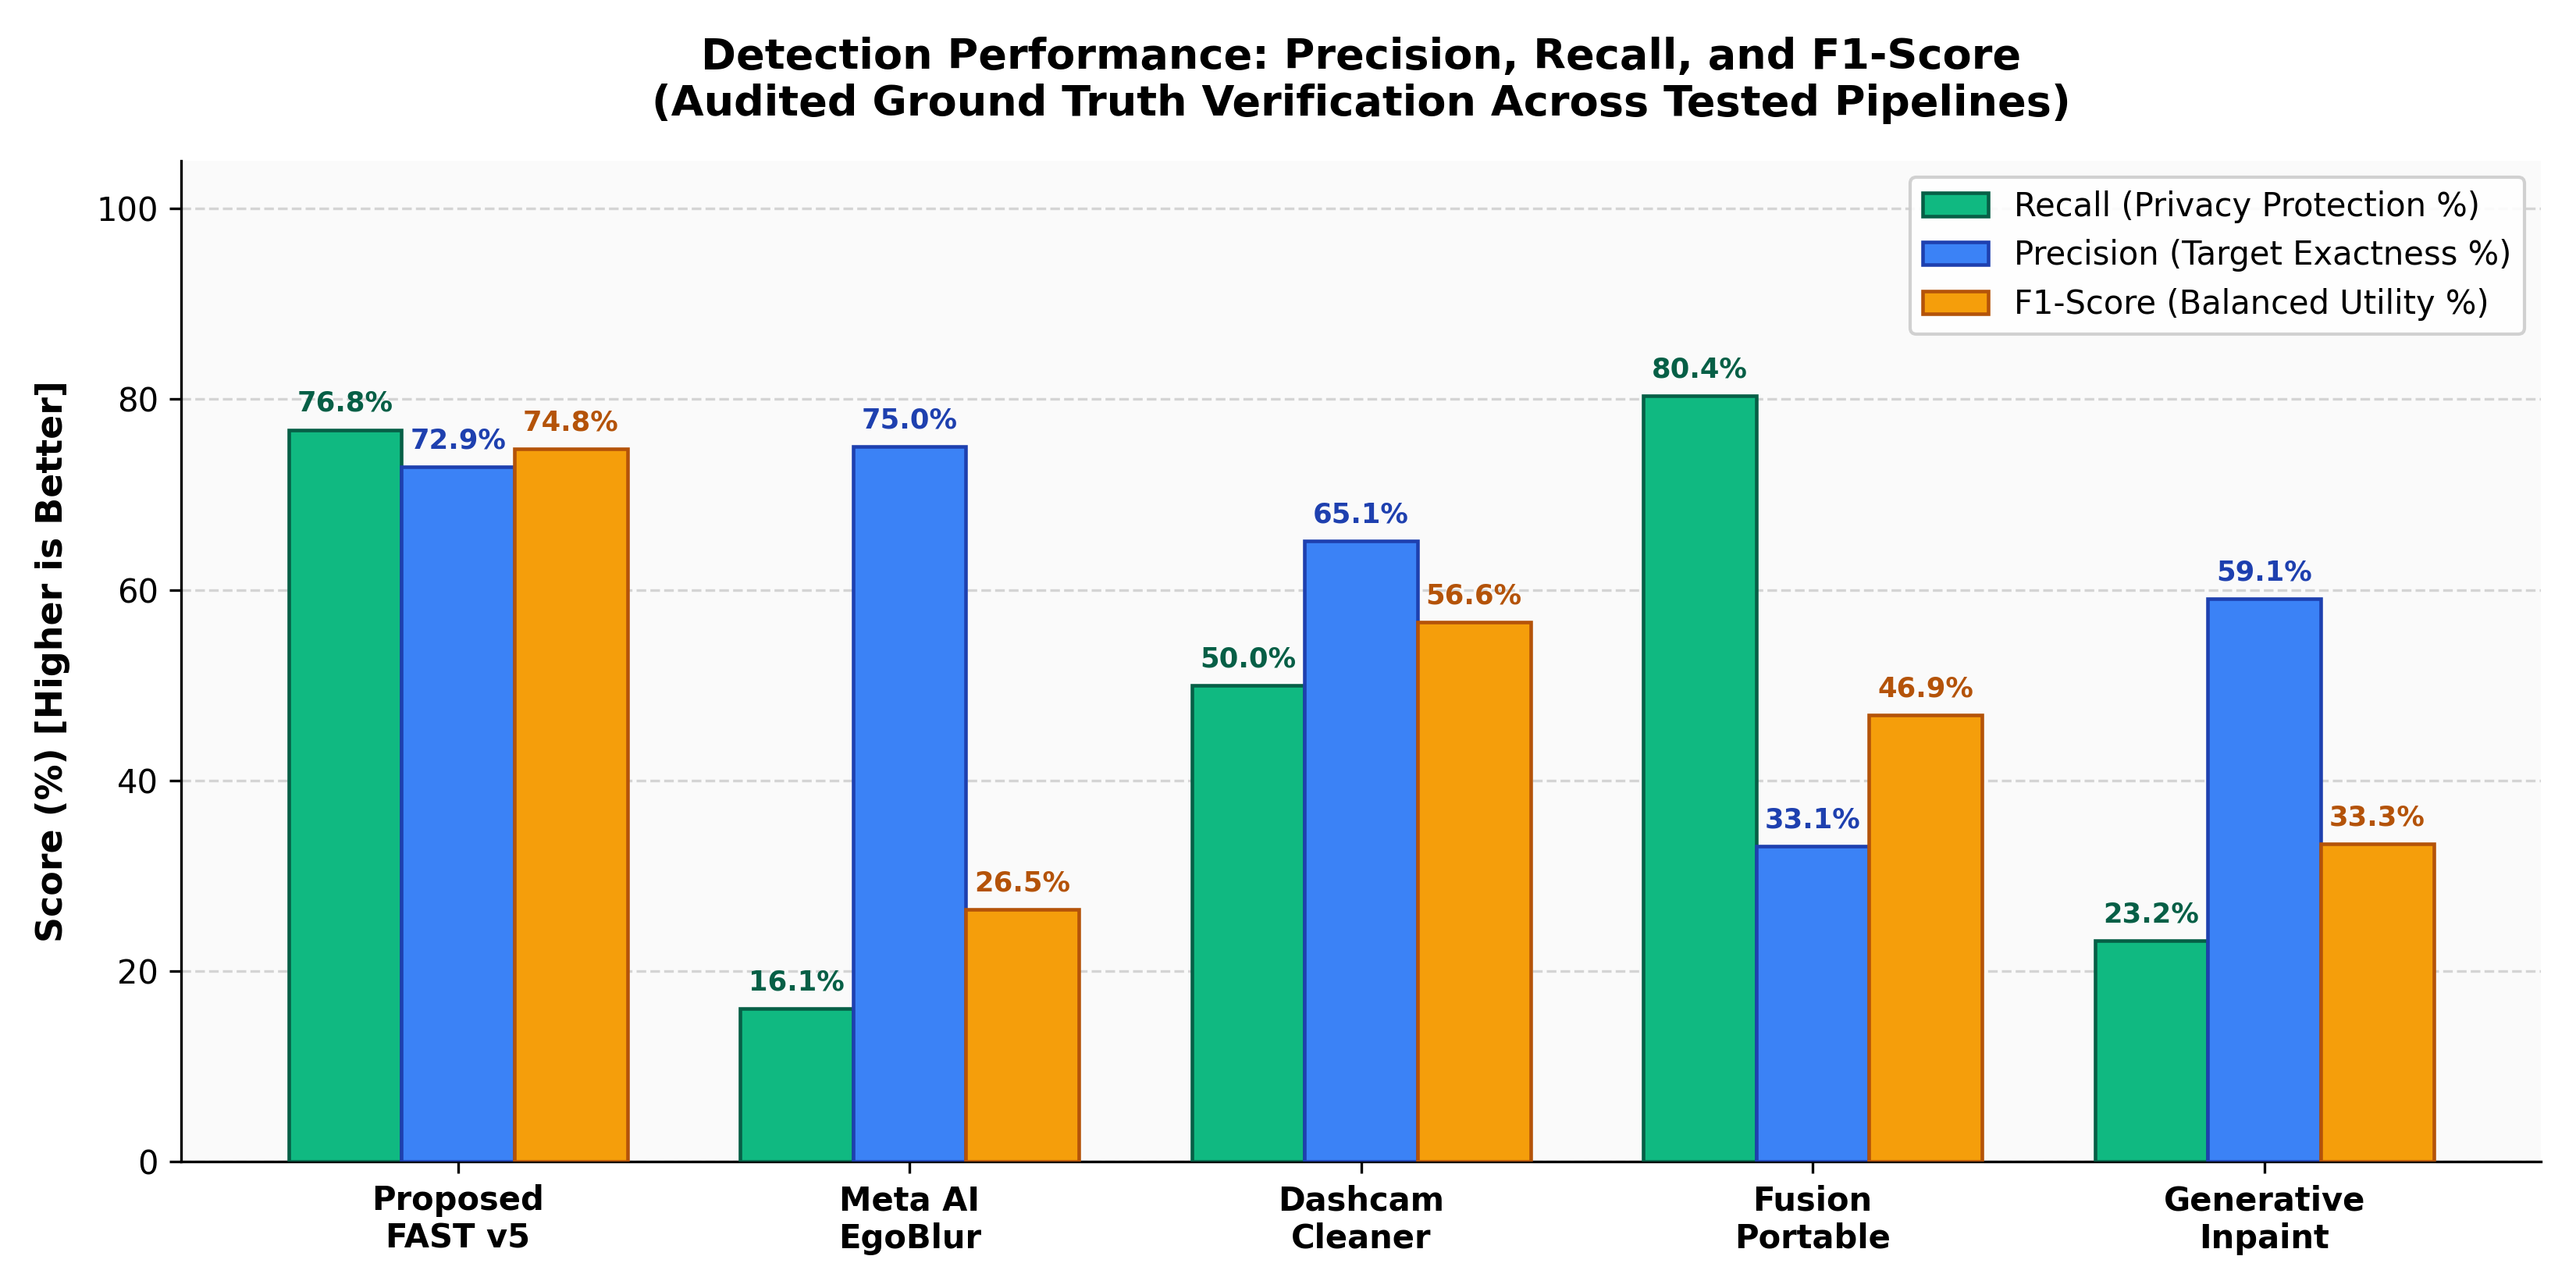 Detection Performance: Precision, Recall, and F1-Score
(Audited Ground Truth Verification Across Tested Pipelines)
Score (%) [Higher is Better]
100
80
60
40
20
0
Recall (Privacy Protection %)
Precision (Target Exactness %)
F1-Score (Balanced Utility %)
76.8%
72.9%
74.8%
16.1%
75.0%
26.5%
50.0%
65.1%
56.6%
80.4%
33.1%
46.9%
23.2%
59.1%
33.3%
Proposed
FAST v5
Meta AI
EgoBlur
Dashcam
Cleaner
Fusion
Portable
Generative
Inpaint